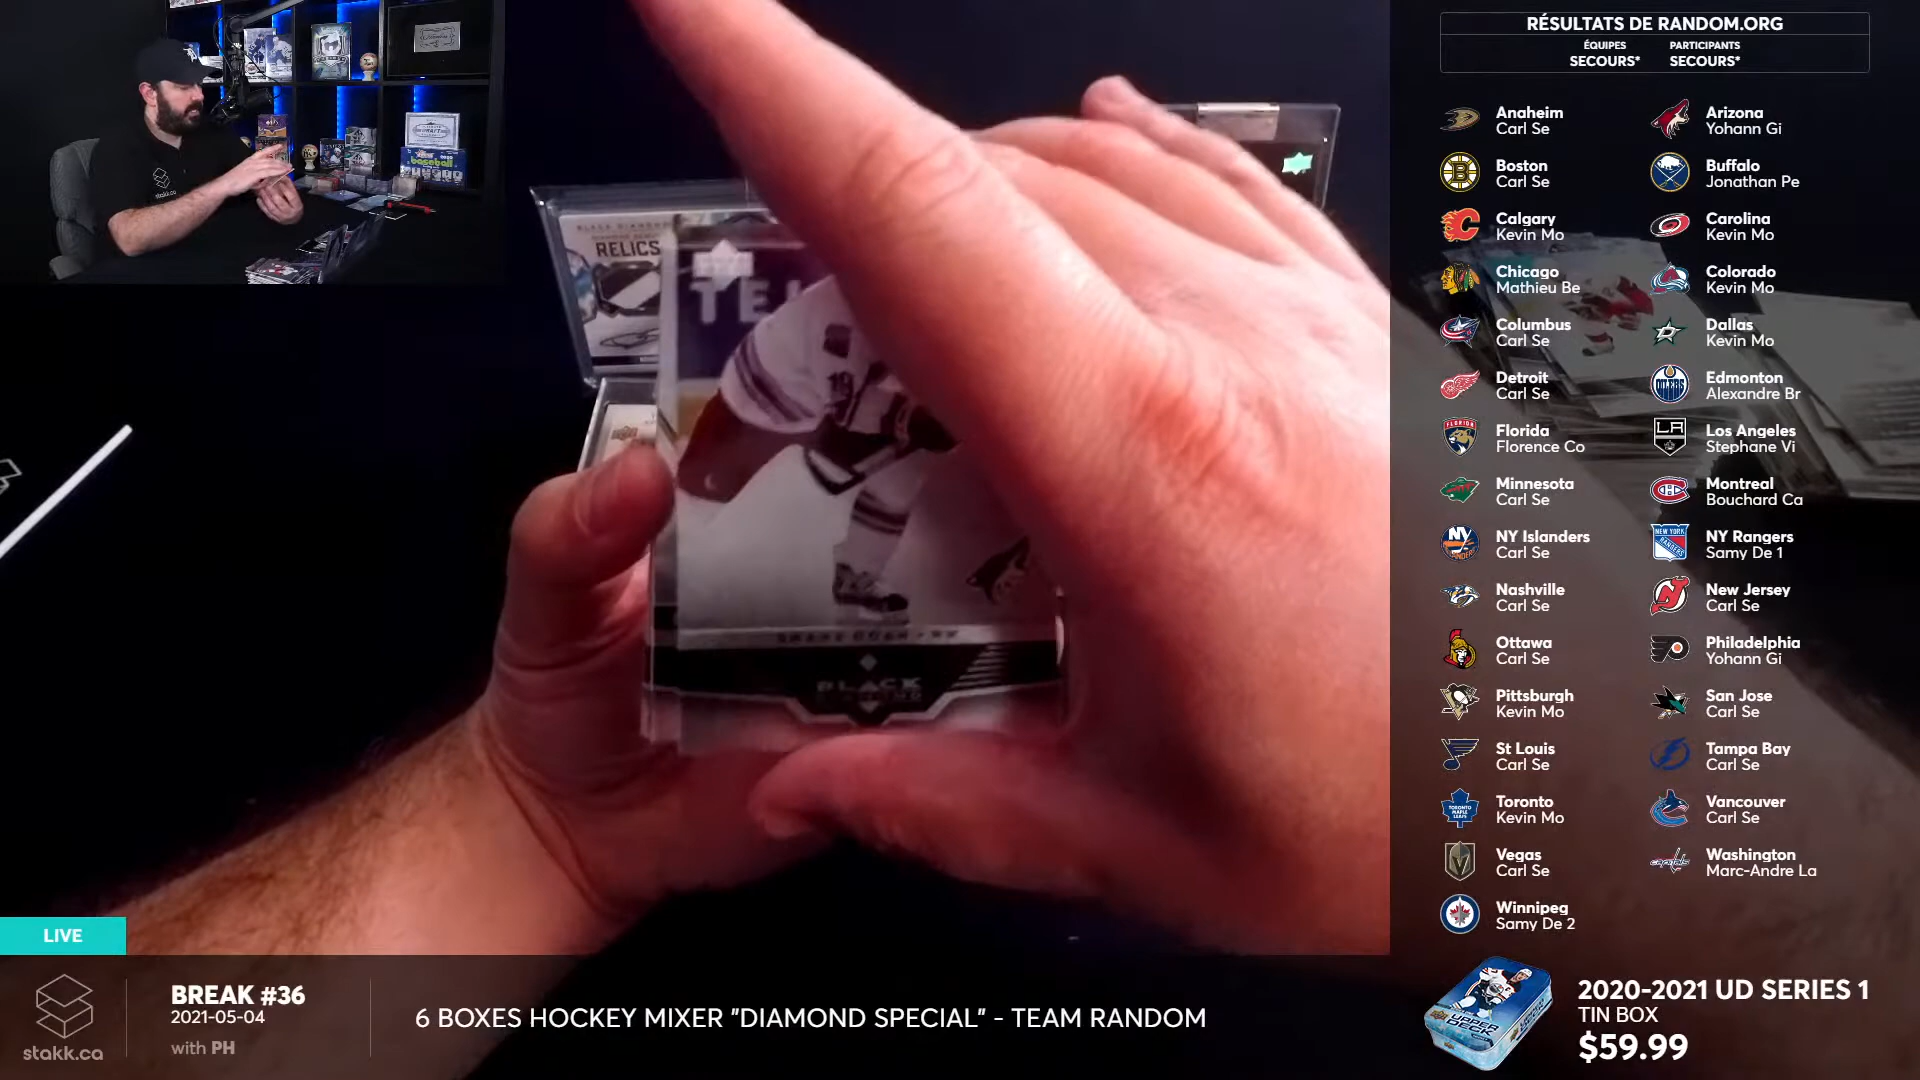 RÉSULTATS DE RANDOM.ORG
ÉQUIPES
SECOURS*
PARTICIPANTS
SECOURS*
Anaheim
Carl Se
Arizona
Yohann Gi
Boston
Carl Se
Buffalo
Jonathan Pe
Calgary
Kevin Mo
Carolina
Kevin Mo
Chicago
Mathieu Be
Colorado
Kevin Mo
Columbus
Carl Se
Dallas
Kevin Mo
Detroit
Carl Se
Edmonton
Alexandre Br
Florida
Florence Co
Los Angeles
Stephane Vi
Minnesota
Carl Se
Montreal
Bouchard Ca
NY Islanders
Carl Se
NY Rangers
Samy De 1
Nashville
Carl Se
New Jersey
Carl Se
Ottawa
Carl Se
Philadelphia
Yohann Gi
Pittsburgh
Kevin Mo
San Jose
Carl Se
St Louis
Carl Se
Tampa Bay
Carl Se
Toronto
Kevin Mo
Vancouver
Carl Se
Vegas
Carl Se
Washington
Marc-Andre La
Winnipeg
Samy De 2
RELICS
BLACK
baseball
stakk.ca
LIVE
stakk.ca
BREAK #36
2021-05-04
with PH
6 BOXES HOCKEY MIXER "DIAMOND SPECIAL" - TEAM RANDOM
UPPER DECK
2020-2021 UD SERIES 1
TIN BOX
$59.99